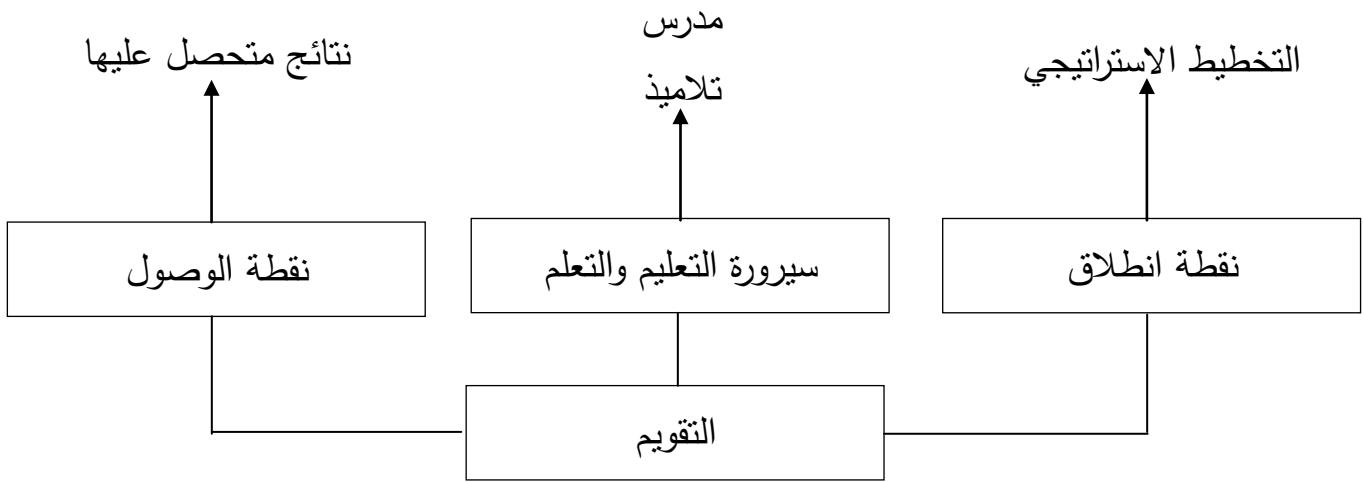 التخطيط الاستراتيجي
مدرس
تلاميذ
نتائج متحصل عليها
نقطة انطلاق
سيرورة التعليم والتعلم
نقطة الوصول
التقويم